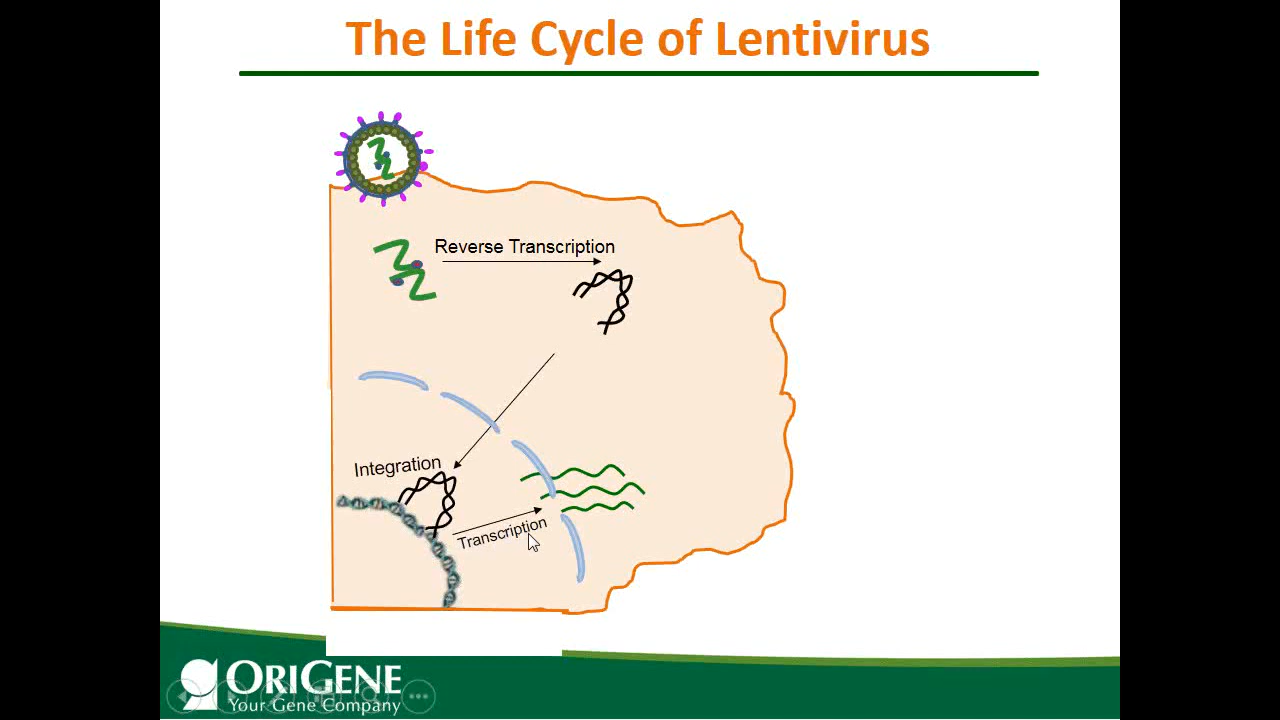 The Life Cycle of Lentivirus
Reverse Transcription
Integration
Transcription
ORIGENE
Your Gene Company